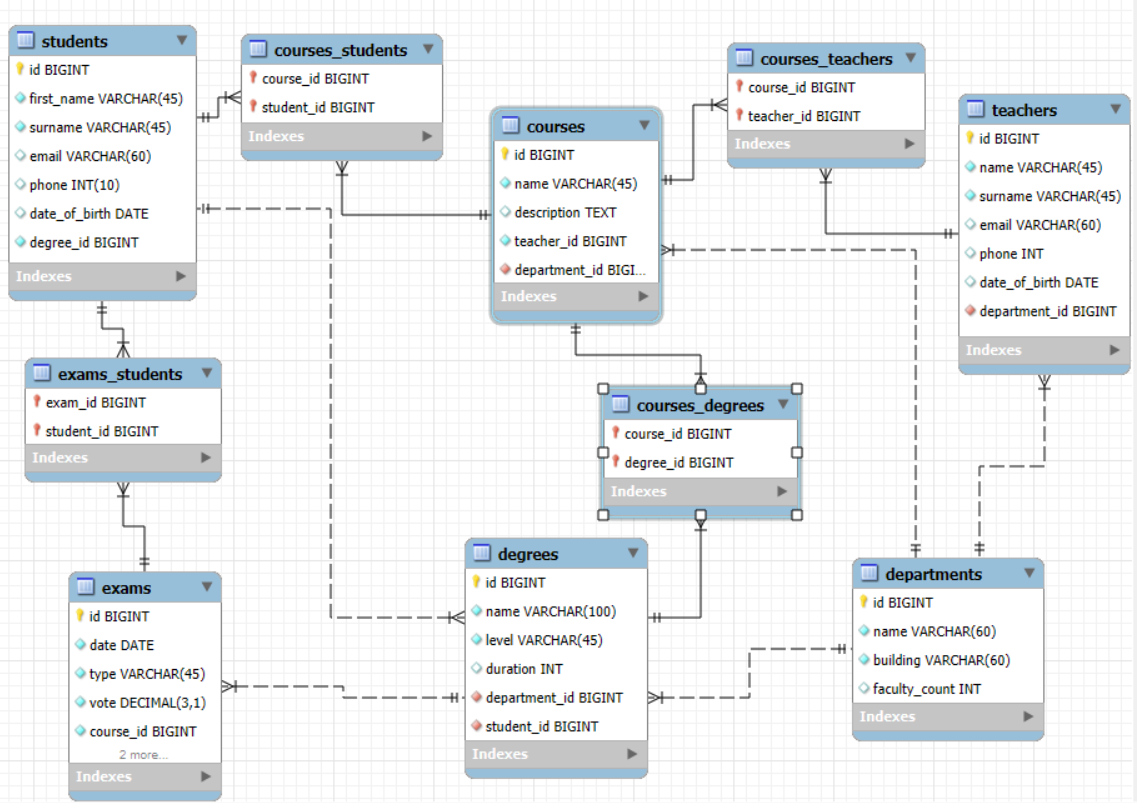 students
id BIGINT
first_name VARCHAR(45)
surname VARCHAR(45)
email VARCHAR(60)
phone INT(10)
date_of_birth DATE
degree_id BIGINT
Indexes
courses_students
course_id BIGINT
student_id BIGINT
Indexes
courses
id BIGINT
name VARCHAR(45)
description TEXT
teacher_id BIGINT
department_id BIGI...
Indexes
courses_teachers
course_id BIGINT
teacher_id BIGINT
Indexes
teachers
id BIGINT
name VARCHAR(45)
surname VARCHAR(45)
email VARCHAR(60)
phone INT
date_of_birth DATE
department_id BIGINT
Indexes
exams_students
exam_id BIGINT
student_id BIGINT
Indexes
courses_degrees
course_id BIGINT
degree_id BIGINT
Indexes
exams
id BIGINT
date DATE
type VARCHAR(45)
vote DECIMAL(3,1)
course_id BIGINT
2 more...
Indexes
degrees
id BIGINT
name VARCHAR(100)
level VARCHAR(45)
duration INT
department_id BIGINT
student_id BIGINT
Indexes
departments
id BIGINT
name VARCHAR(60)
building VARCHAR(60)
faculty_count INT
Indexes